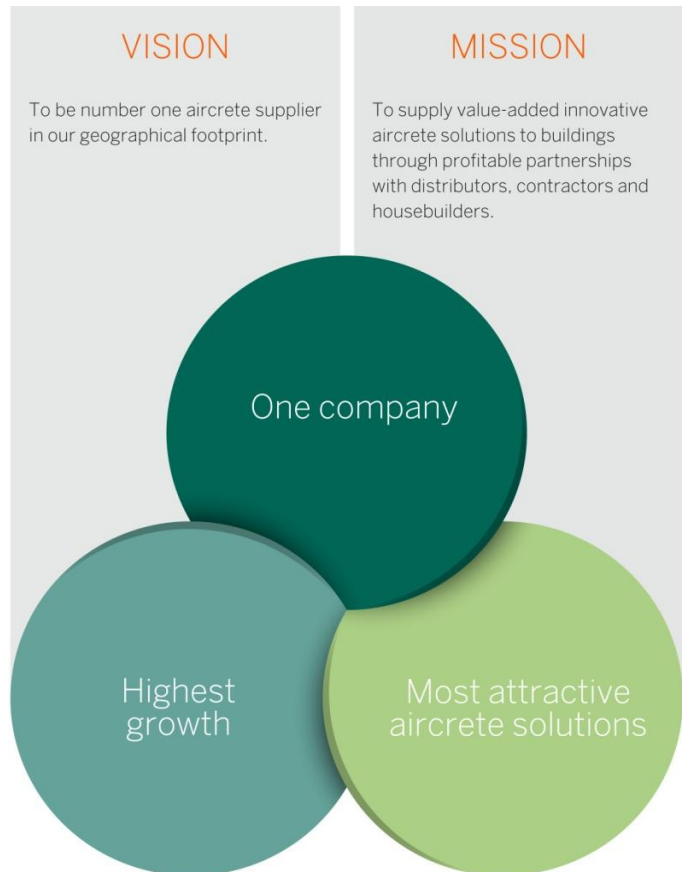 VISION
To be number one aircrete supplier
in our geographical footprint.
MISSION
To supply value-added innovative
aircrete solutions to buildings
through profitable partnerships
with distributors, contractors and
housebuilders.
One company
Highest
growth
Most attractive
aircrete solutions